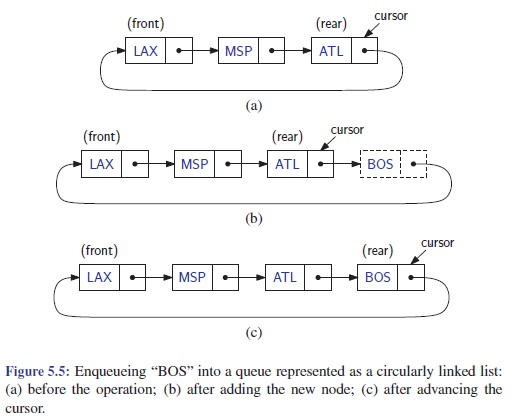 (front) (rear) cursor
LAX MSP ATL
(a)
(front) (rear) cursor
LAX MSP ATL BOS
(b)
(front) (rear) cursor
LAX MSP ATL BOS
(c)
Figure 5.5: Enqueueing “BOS” into a queue represented as a circularly linked list:
(a) before the operation; (b) after adding the new node; (c) after advancing the
cursor.